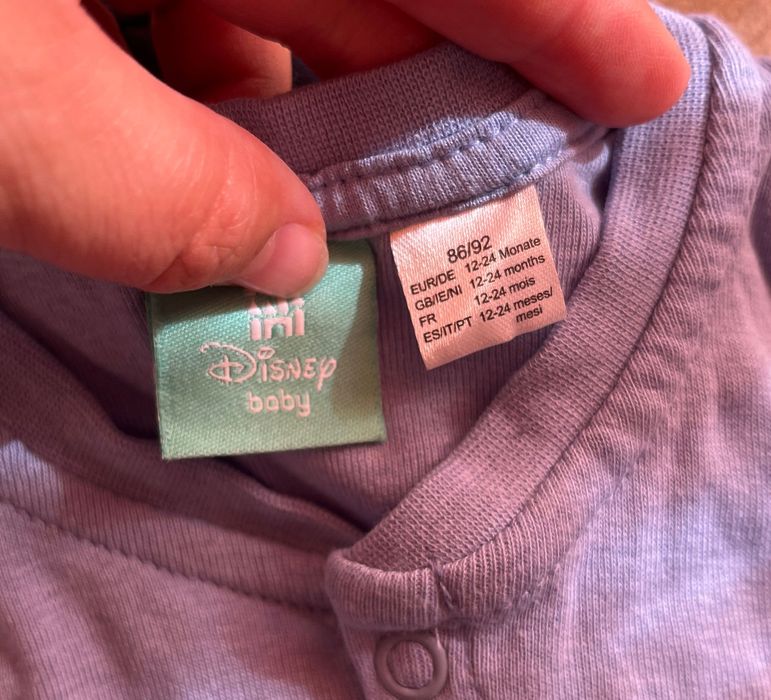 Disney
baby
86/92
EUR/DE 12-24 Monate
GB/IE/NI 12-24 months
FR 12-24 mois
ES/IT/PT 12-24 meses/
mesi